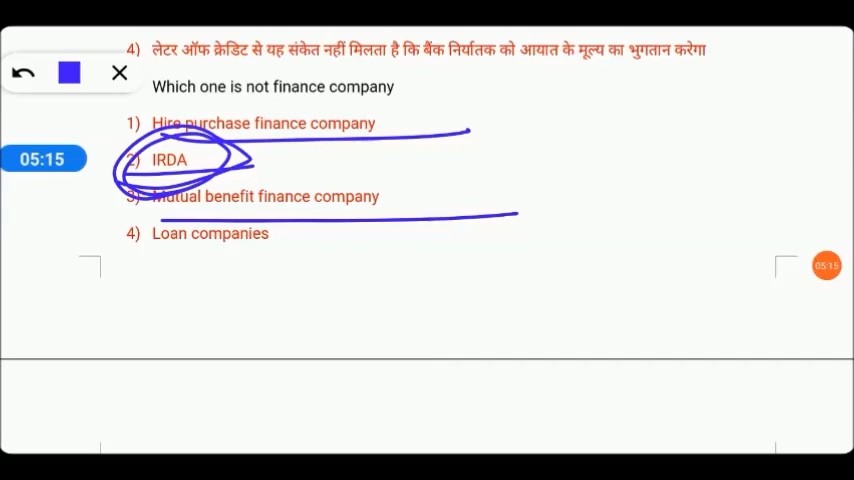 4) लेटर ऑफ क्रेडिट से यह संकेत नहीं मिलता है कि बैंक निर्यातक को आयात के मूल्य का भुगतान करेगा
Which one is not finance company
1) Hire purchase finance company
2) IRDA
05:15
3) Mutual benefit finance company
4) Loan companies
05:15